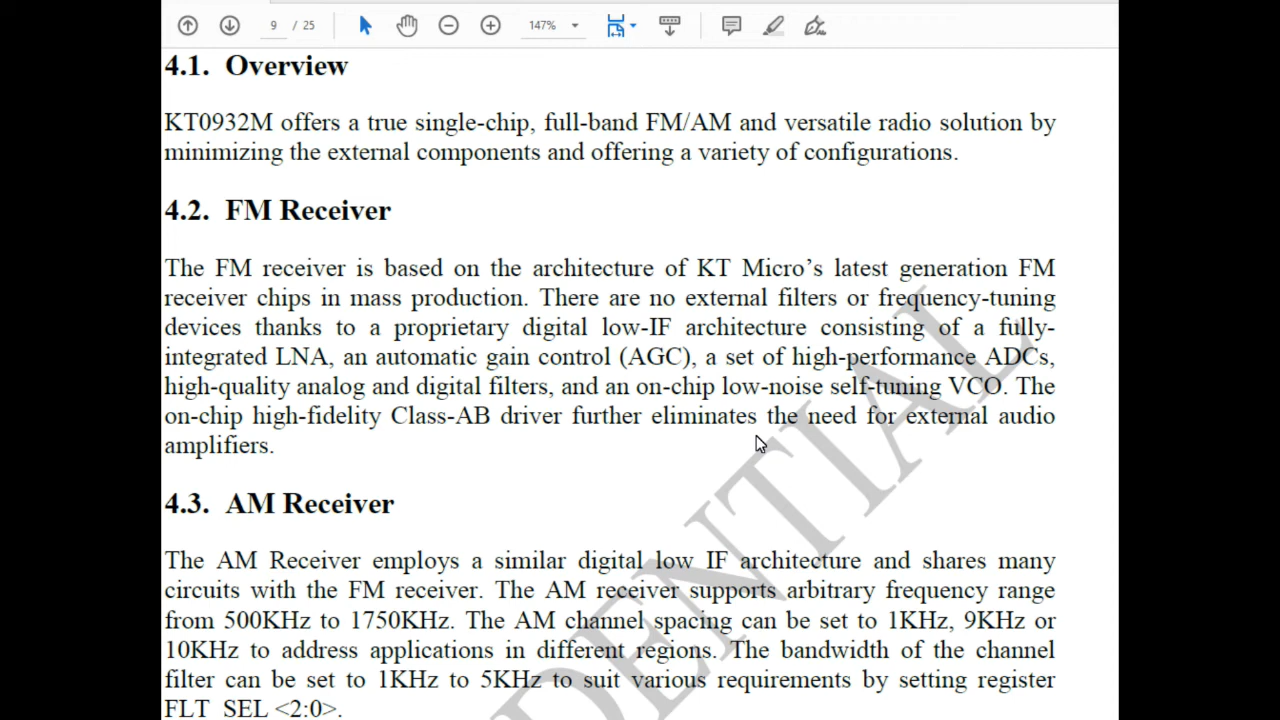 9 / 25
147%
4.1. Overview
KT0932M offers a true single-chip, full-band FM/AM and versatile radio solution by
minimizing the external components and offering a variety of configurations.
4.2. FM Receiver
The FM receiver is based on the architecture of KT Micro's latest generation FM
receiver chips in mass production. There are no external filters or frequency-tuning
devices thanks to a proprietary digital low-IF architecture consisting of a fully-
integrated LNA, an automatic gain control (AGC), a set of high-performance ADCs,
high-quality analog and digital filters, and an on-chip low-noise self-tuning VCO. The
on-chip high-fidelity Class-AB driver further eliminates the need for external audio
amplifiers.
4.3. AM Receiver
The AM Receiver employs a similar digital low IF architecture and shares many
circuits with the FM receiver. The AM receiver supports arbitrary frequency range
from 500KHz to 1750KHz. The AM channel spacing can be set to 1KHz, 9KHz or
10KHz to address applications in different regions. The bandwidth of the channel
filter can be set to 1KHz to 5KHz to suit various requirements by setting register
FLT_SEL <2:0>.
DENTIAL